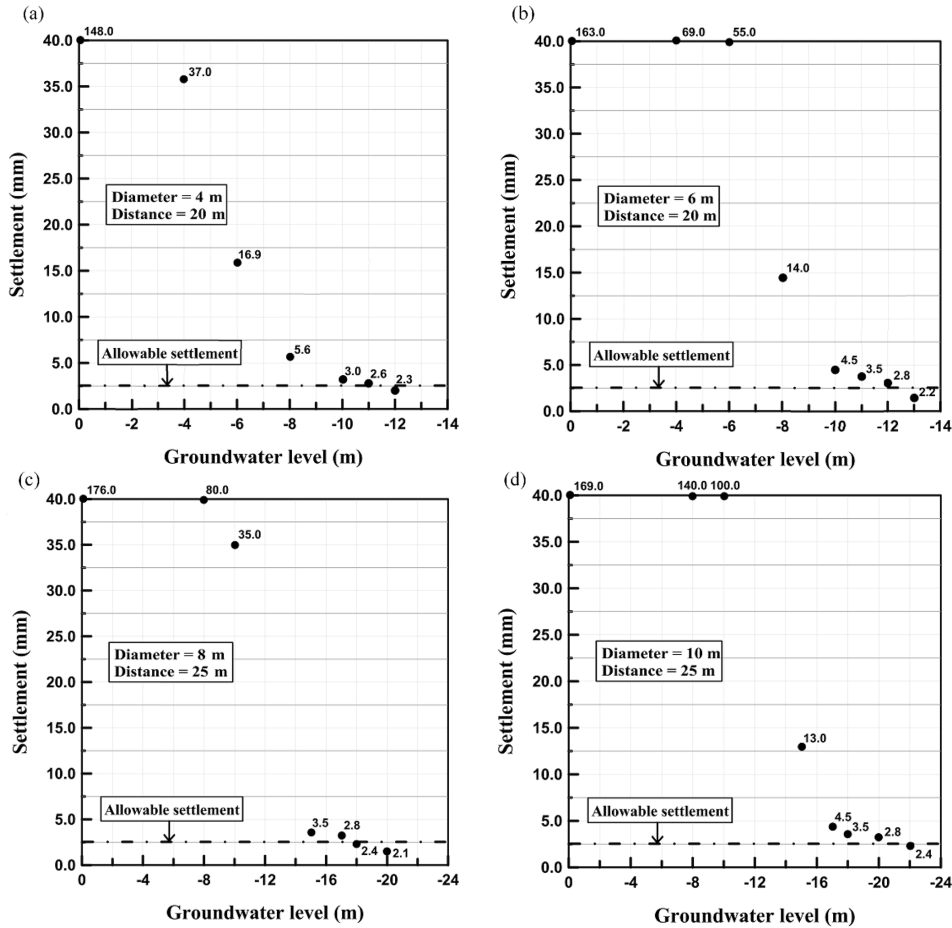 (a)
148.0
40.0
37.0
35.0
30.0
25.0
Diameter = 4 m
Distance = 20 m
20.0
16.9
15.0
10.0
Allowable settlement
5.6
5.0
3.0
2.6
2.3
0.0
0 -2 -4 -6 -8 -10 -12 -14
Settlement (mm)
Groundwater level (m)
(b)
163.0 69.0 55.0
40.0
35.0
30.0
25.0
Diameter = 6 m
Distance = 20 m
20.0
15.0
14.0
10.0
Allowable settlement
5.0
4.5
3.5
2.8
2.2
0.0
0 -2 -4 -6 -8 -10 -12 -14
Settlement (mm)
Groundwater level (m)
(c)
176.0 80.0
40.0
35.0
35.0
30.0
25.0
Diameter = 8 m
Distance = 25 m
20.0
15.0
10.0
Allowable settlement
5.0
3.5
2.8
2.4
2.1
0.0
0 -4 -8 -12 -16 -20 -24
Settlement (mm)
Groundwater level (m)
(d)
169.0 140.0 100.0
40.0
35.0
30.0
25.0
Diameter = 10 m
Distance = 25 m
20.0
15.0
13.0
10.0
Allowable settlement
5.0
4.5
3.5
2.8
2.4
0.0
0 -4 -8 -12 -16 -20 -24
Settlement (mm)
Groundwater level (m)